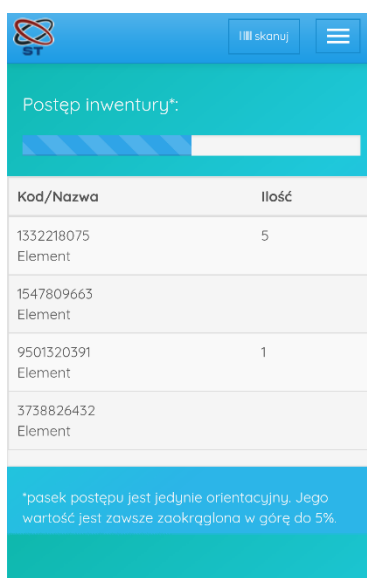 ST
skanuj
Postęp inwentury*:
Kod/Nazwa Ilość
1332218075 5
Element
1547809663
Element
9501320391 1
Element
3738826432
Element
*pasek postępu jest jedynie orientacyjny. Jego
wartość jest zawsze zaokrąglona w górę do 5%.